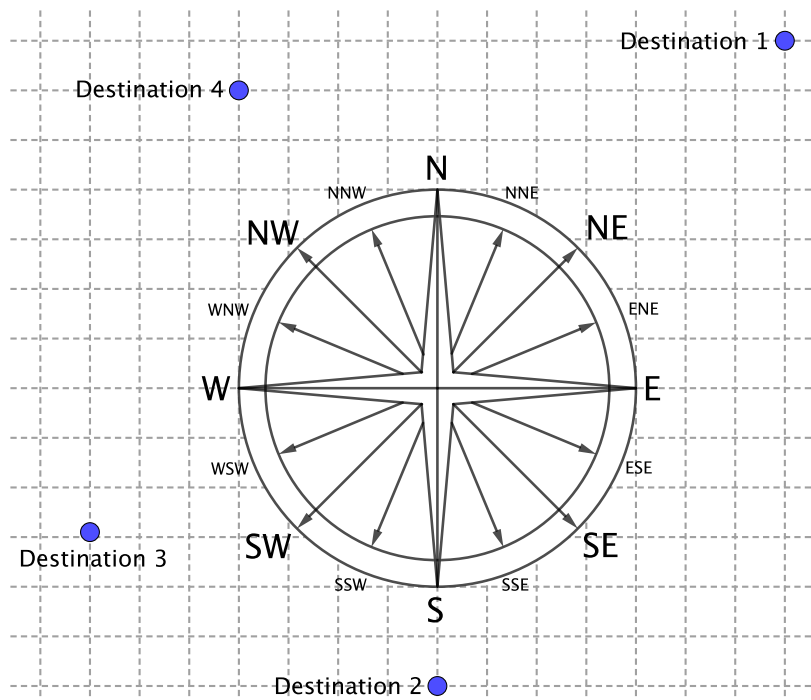 Destination 1
Destination 4
N
NNW
NNE
NW
NE
WNW
ENE
W
E
WSW
ESE
SW
SE
Destination 3
SSW
SSE
S
Destination 2